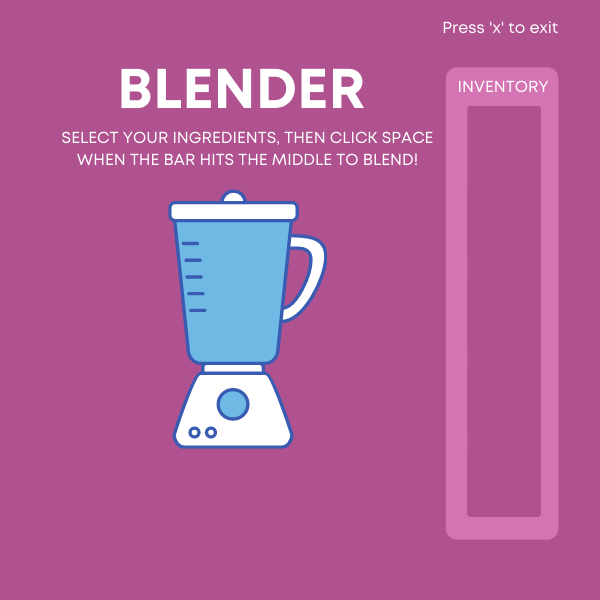 Press 'x' to exit
BLENDER
INVENTORY
SELECT YOUR INGREDIENTS, THEN CLICK SPACE
WHEN THE BAR HITS THE MIDDLE TO BLEND!